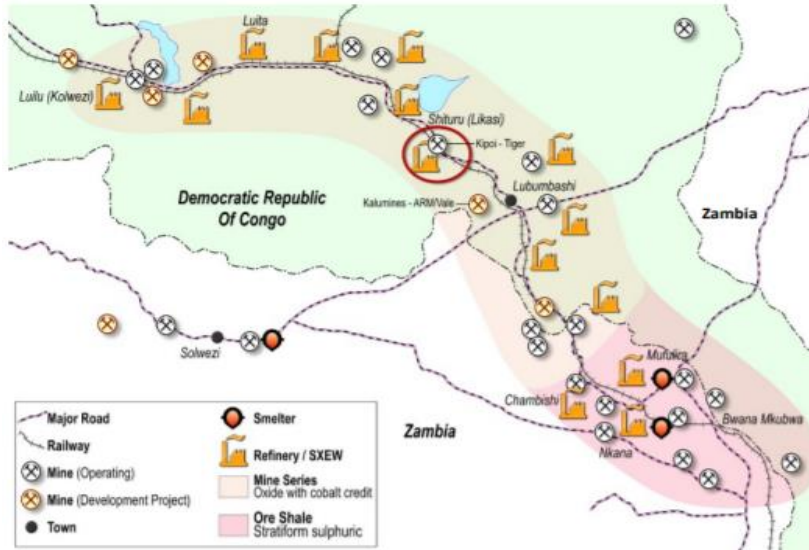 Luita
Luilu (Kolwezi)
Shituru (Likasi)
Kipoi - Tiger
Democratic Republic
Of Congo
Kalumines - ARM/Vale
Lubumbashi
Zambia
Solwezi
Mufulira
Chambishi
Bwana Mkubwa
Zambia
Nkana
Major Road
Railway
Mine (Operating)
Mine (Development Project)
Town
Smelter
Refinery / SXEW
Mine Series
Oxide with cobalt credit
Ore Shale
Stratiform sulphuric